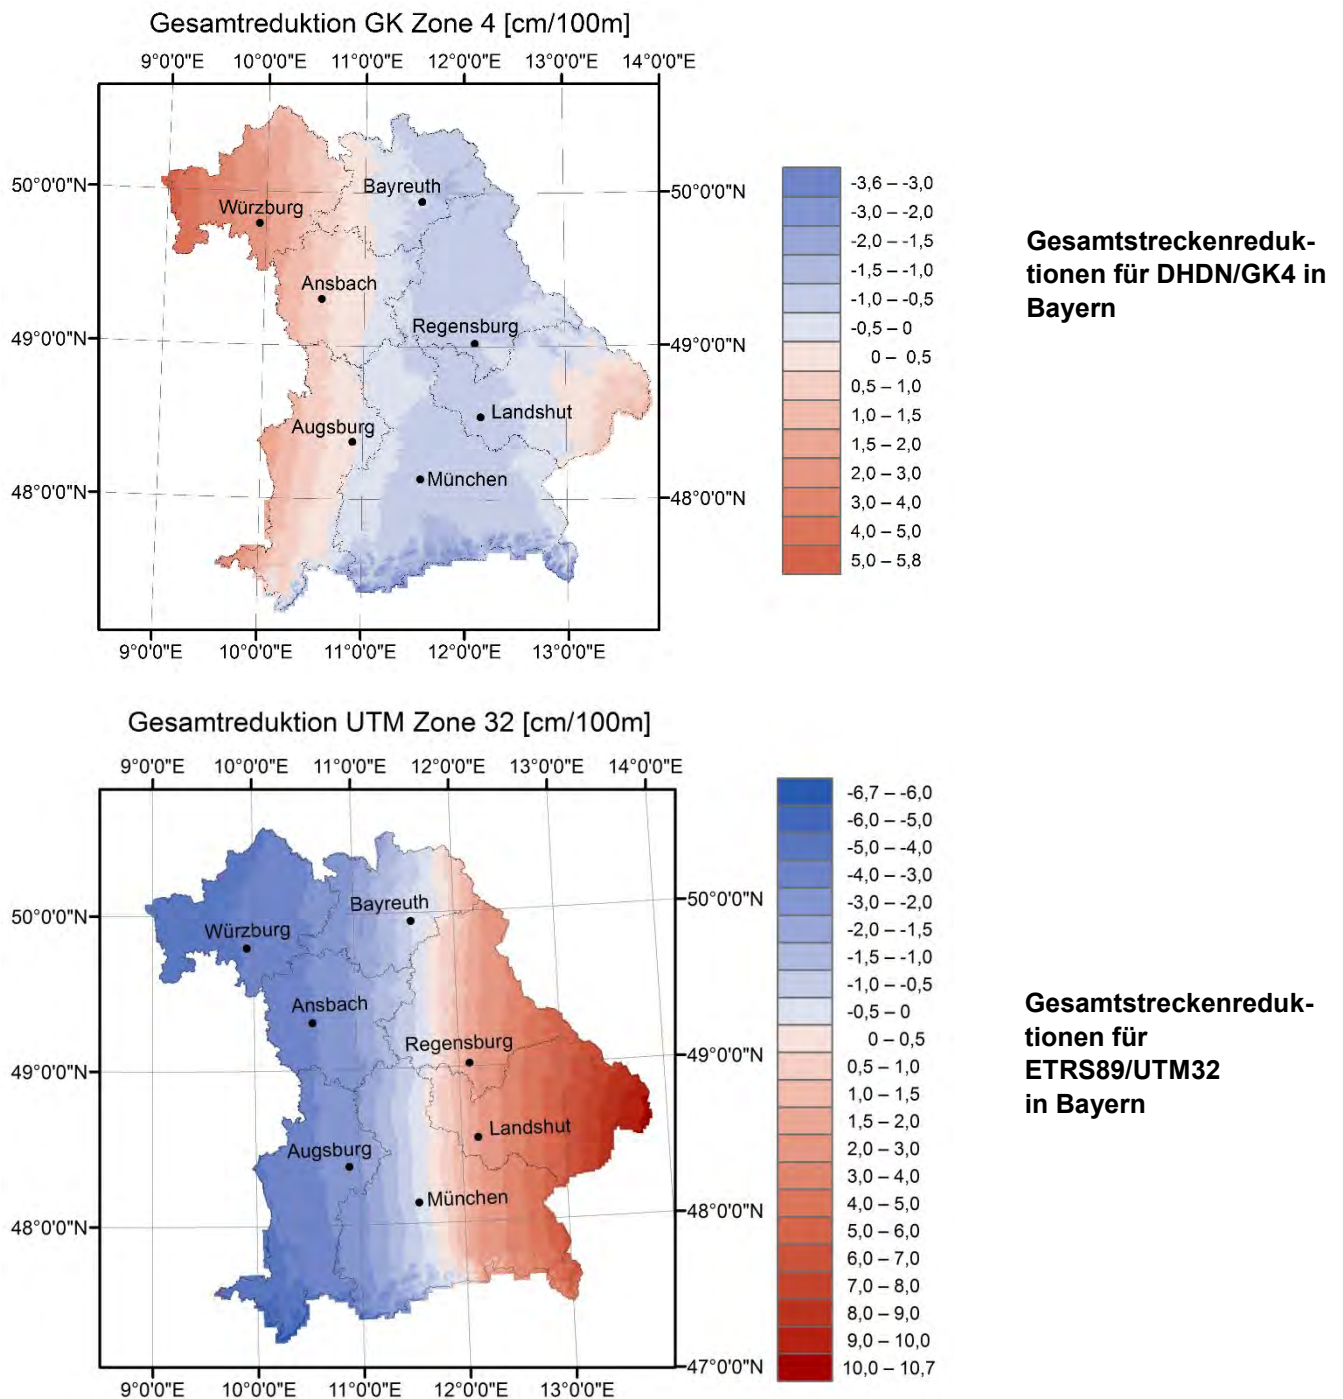 Gesamtreduktion GK Zone 4 [cm/100m]
9°0'0"E 10°0'0"E 11°0'0"E 12°0'0"E 13°0'0"E 14°0'0"E
50°0'0"N
50°0'0"N
49°0'0"N
49°0'0"N
48°0'0"N
48°0'0"N
Bayreuth
Würzburg
Ansbach
Regensburg
Landshut
Augsburg
München
9°0'0"E 10°0'0"E 11°0'0"E 12°0'0"E 13°0'0"E
-3,6 – -3,0
-3,0 – -2,0
-2,0 – -1,5
-1,5 – -1,0
-1,0 – -0,5
-0,5 – 0
0 – 0,5
0,5 – 1,0
1,0 – 1,5
1,5 – 2,0
2,0 – 3,0
3,0 – 4,0
4,0 – 5,0
5,0 – 5,8
Gesamtstreckenreduk-
tionen für DHDN/GK4 in
Bayern
Gesamtreduktion UTM Zone 32 [cm/100m]
9°0'0"E 10°0'0"E 11°0'0"E 12°0'0"E 13°0'0"E 14°0'0"E
50°0'0"N
50°0'0"N
49°0'0"N
49°0'0"N
48°0'0"N
48°0'0"N
47°0'0"N
Bayreuth
Würzburg
Ansbach
Regensburg
Landshut
Augsburg
München
9°0'0"E 10°0'0"E 11°0'0"E 12°0'0"E 13°0'0"E
-6,7 – -6,0
-6,0 – -5,0
-5,0 – -4,0
-4,0 – -3,0
-3,0 – -2,0
-2,0 – -1,5
-1,5 – -1,0
-1,0 – -0,5
-0,5 – 0
0 – 0,5
0,5 – 1,0
1,0 – 1,5
1,5 – 2,0
2,0 – 3,0
3,0 – 4,0
4,0 – 5,0
5,0 – 6,0
6,0 – 7,0
7,0 – 8,0
8,0 – 9,0
9,0 – 10,0
10,0 – 10,7
Gesamtstreckenreduk-
tionen für
ETRS89/UTM32
in Bayern